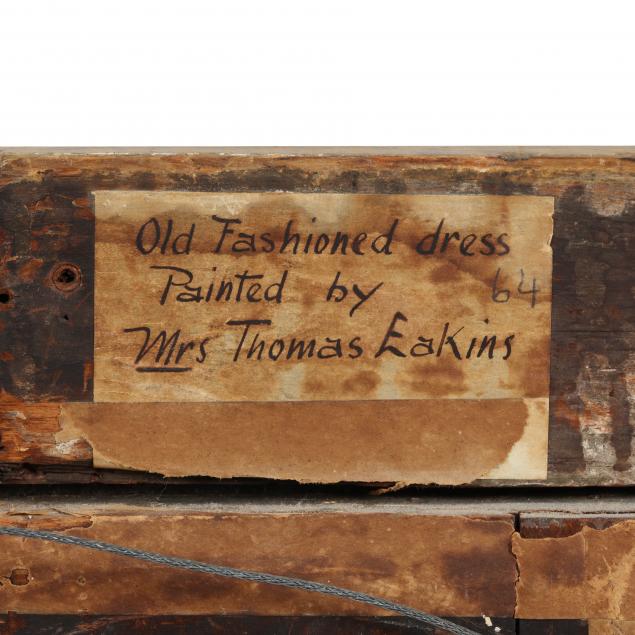 Old Fashioned dress
Painted by 64
Mrs Thomas Eakins